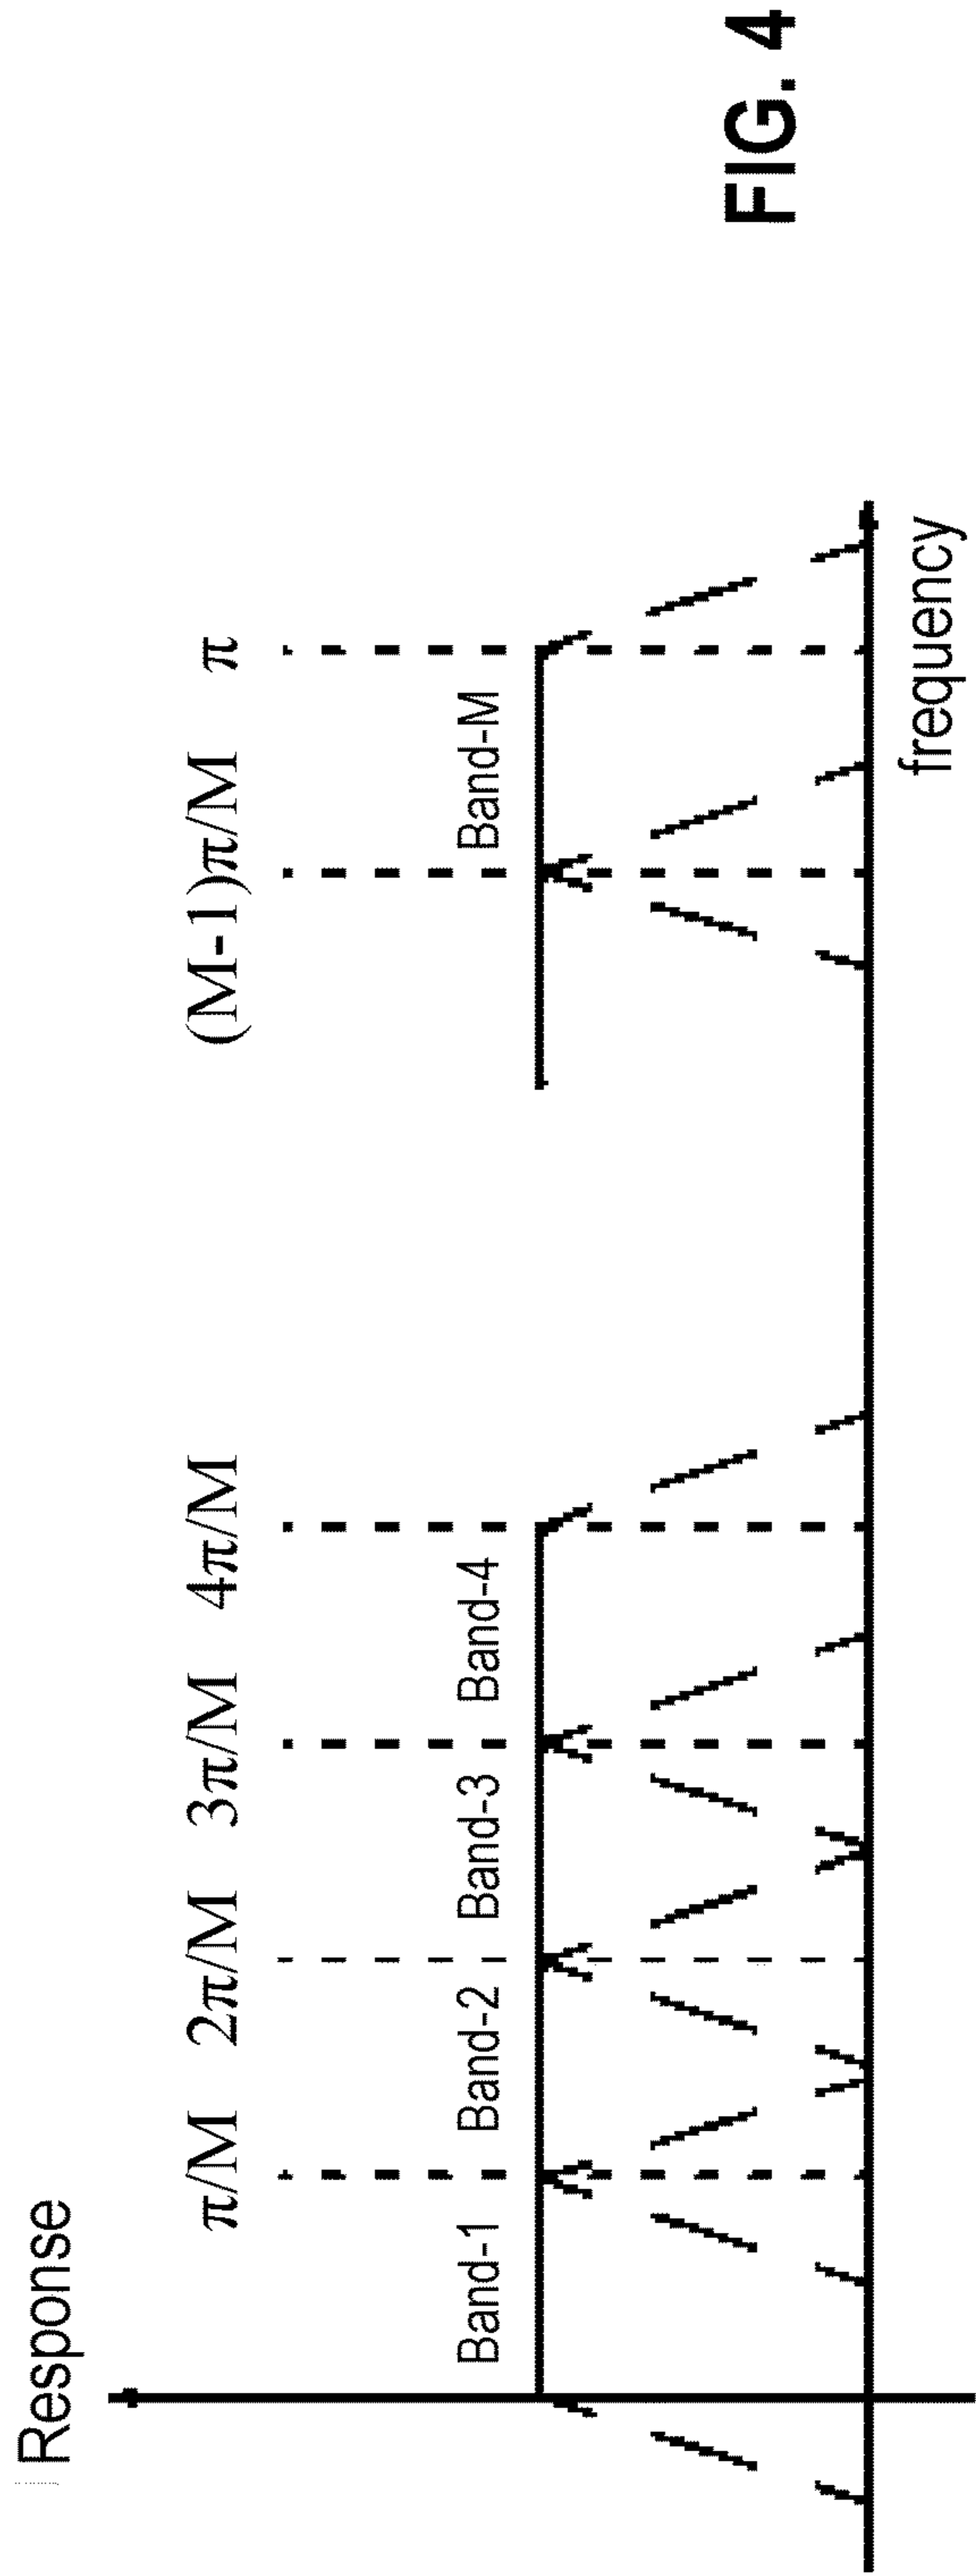 Response
π/M 2π/M 3π/M 4π/M (M-1)π/M π
Band-1 Band-2 Band-3 Band-4 Band-M
frequency
FIG. 4